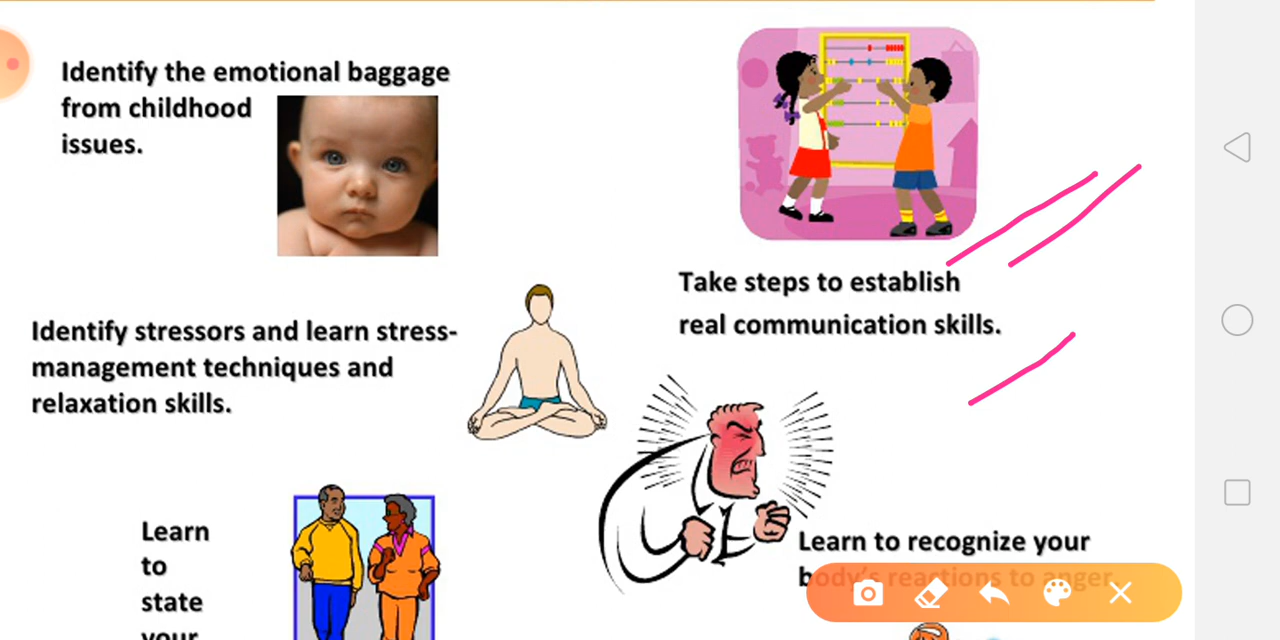 Identify the emotional baggage
from childhood
issues.
Take steps to establish
real communication skills.
Identify stressors and learn stress-
management techniques and
relaxation skills.
Learn
to
state
your
Learn to recognize your
body's reactions to anger